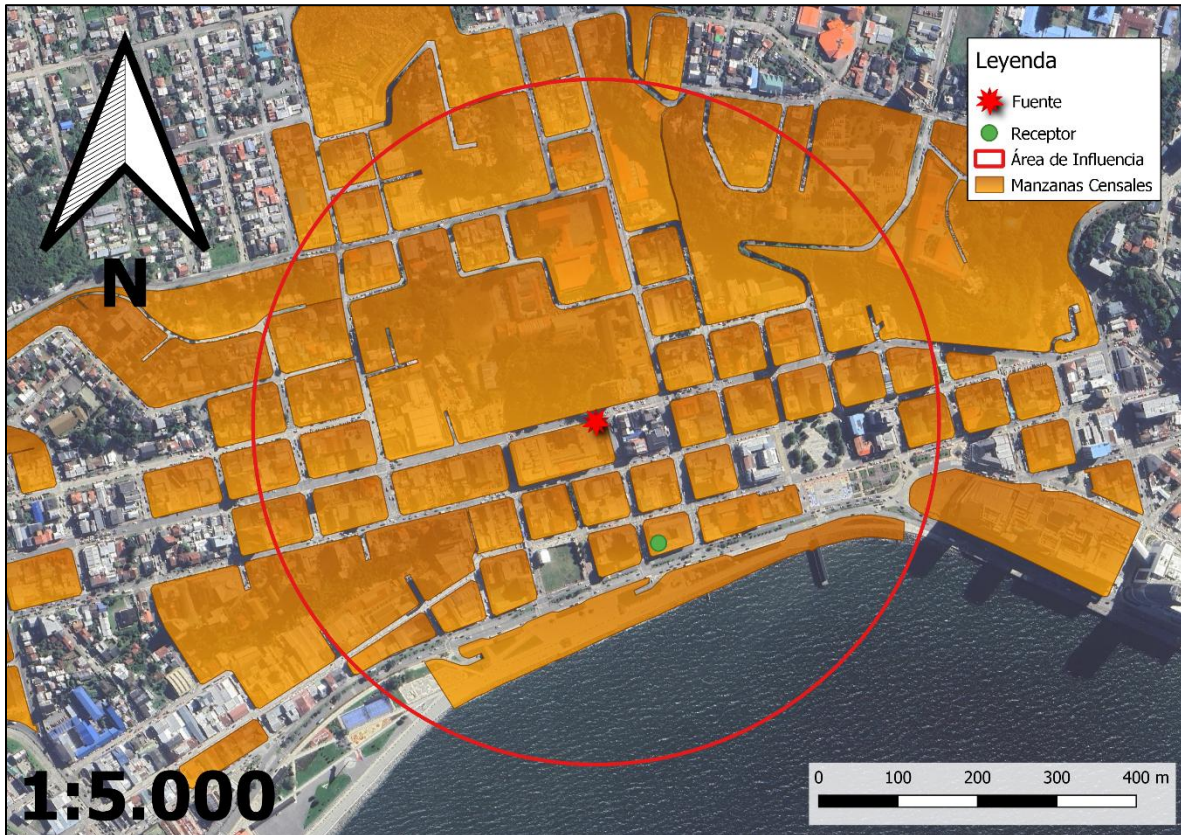 Leyenda
Fuente
Receptor
Área de Influencia
Manzanas Censales
N
1:5.000
0 100 200 300 400 m